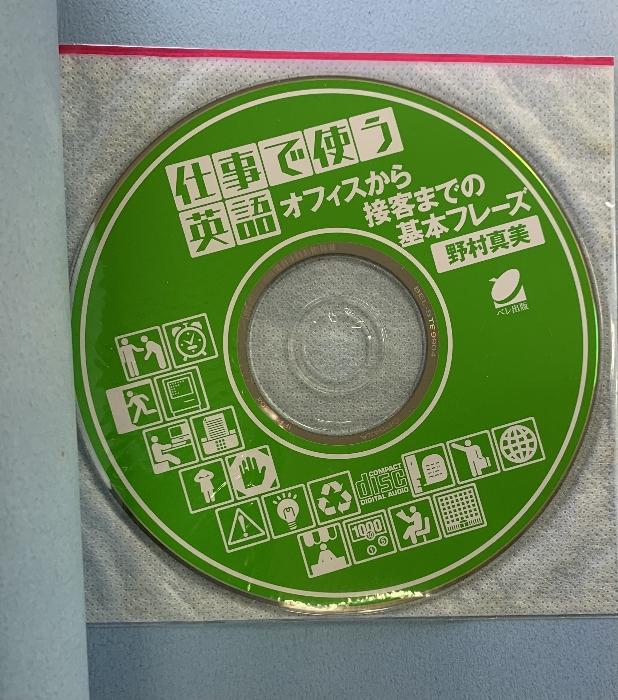 仕事で使う
英語
オフィスから
接客までの
基本フレーズ
野村真美
ベレ出版
COMPACT
disc
DIGITAL AUDIO
1000